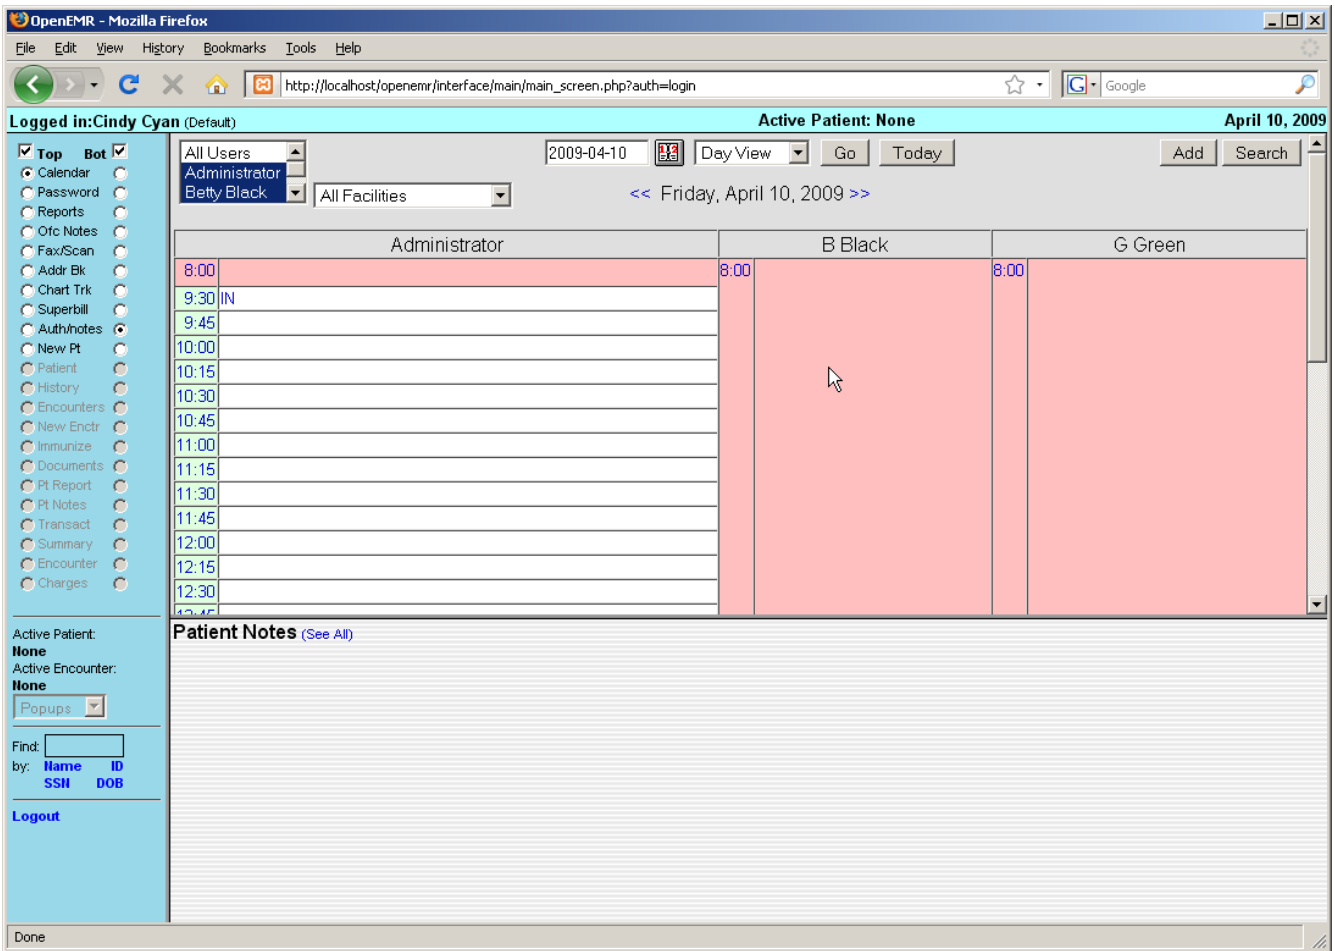 OpenEMR - Mozilla Firefox
File Edit View History Bookmarks Tools Help
http://localhost/openemr/interface/main/main_screen.php?auth=login
G Google
Logged in:Cindy Cyan (Default) Active Patient: None April 10, 2009
Top Bot
Calendar
Password
Reports
Ofc Notes
Fax/Scan
Addr Bk
Chart Trk
Superbill
Auth/notes
New Pt
Patient
History
Encounters
New Enctr
Immunize
Documents
Pt Report
Pt Notes
Transact
Summary
Encounter
Charges
Active Patient:
None
Active Encounter:
None
Popups
Find:
by: Name ID
SSN DOB
Logout
All Users
Administrator
Betty Black
All Facilities
2009-04-10 Day View Go Today Add Search
<< Friday, April 10, 2009 >>
Administrator B Black G Green
8:00 8:00 8:00
9:30 IN
9:45
10:00
10:15
10:30
10:45
11:00
11:15
11:30
11:45
12:00
12:15
12:30
12:45
Patient Notes (See All)
Done